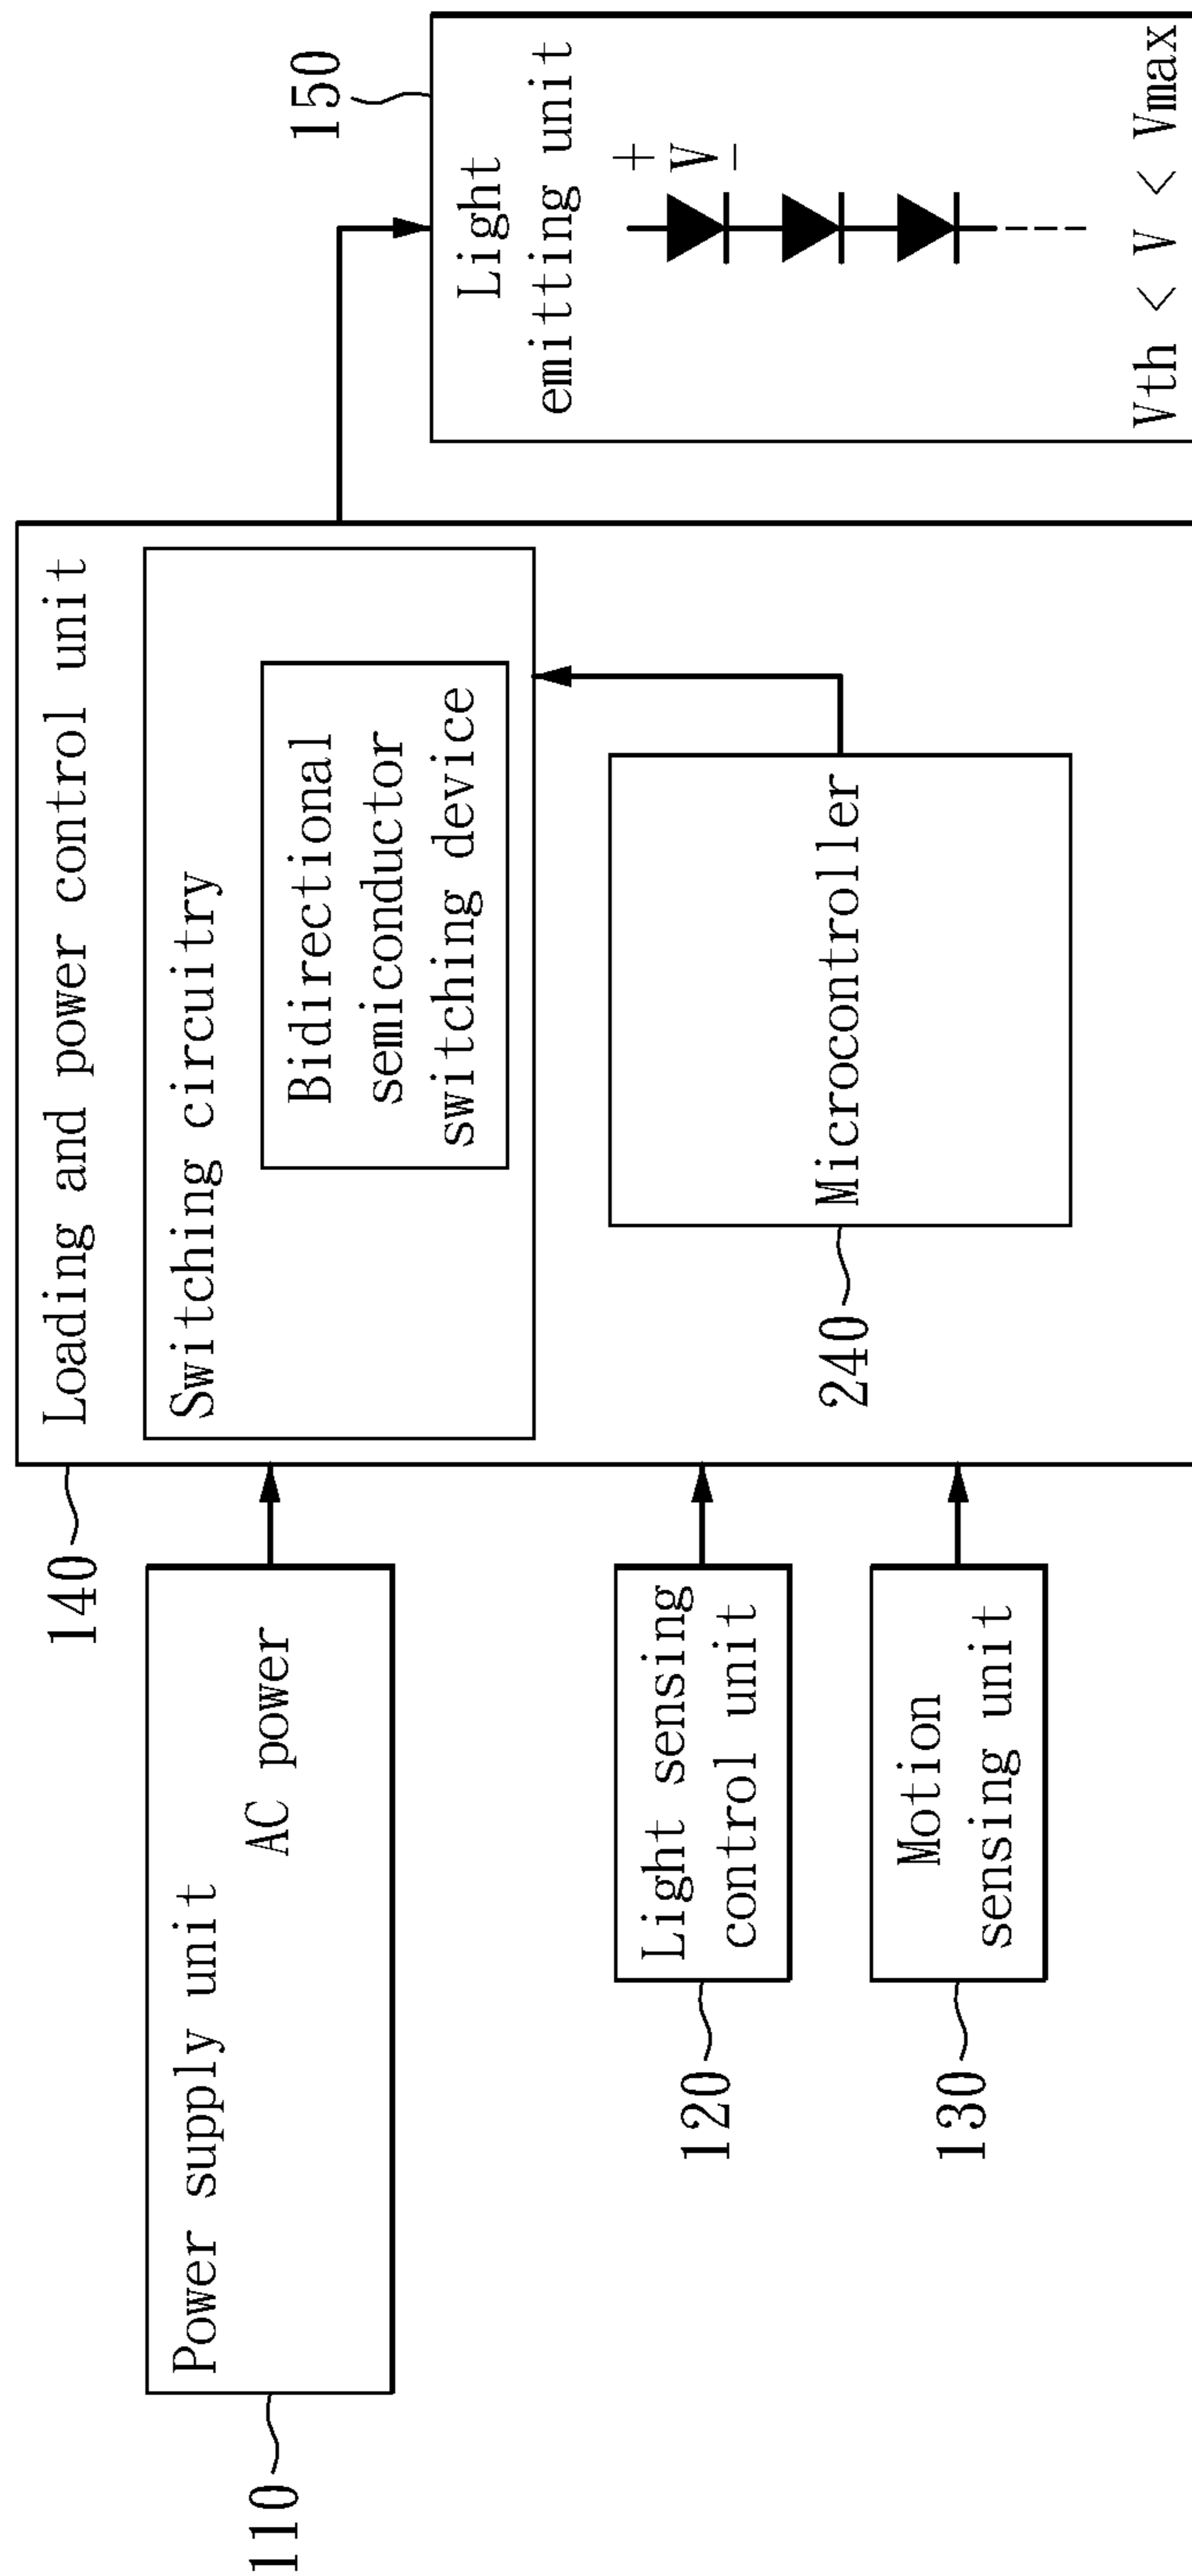 110
Power supply unit
AC power
120
Light sensing
control unit
130
Motion
sensing unit
140
Loading and power control unit
Switching circuitry
Bidirectional
semiconductor
switching device
240
Microcontroller
150
Light
emitting unit
+
V
−
Vth < V < Vmax